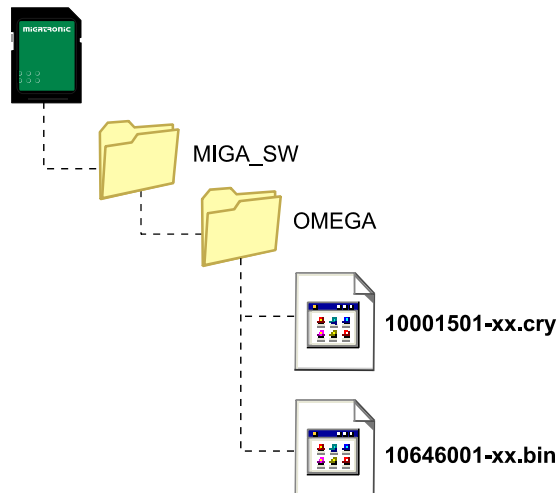 MIGATRONIC
MIGA_SW
OMEGA
10001501-xx.cry
10646001-xx.bin